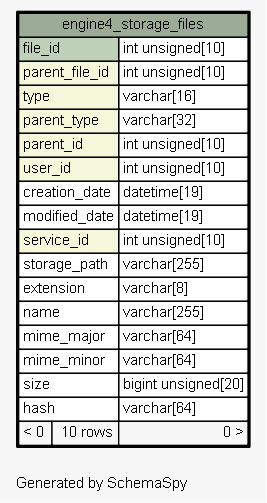 engine4_storage_files
file_id int unsigned[10]
parent_file_id int unsigned[10]
type varchar[16]
parent_type varchar[32]
parent_id int unsigned[10]
user_id int unsigned[10]
creation_date datetime[19]
modified_date datetime[19]
service_id int unsigned[10]
storage_path varchar[255]
extension varchar[8]
name varchar[255]
mime_major varchar[64]
mime_minor varchar[64]
size bigint unsigned[20]
hash varchar[64]
< 0 10 rows 0 >
Generated by SchemaSpy